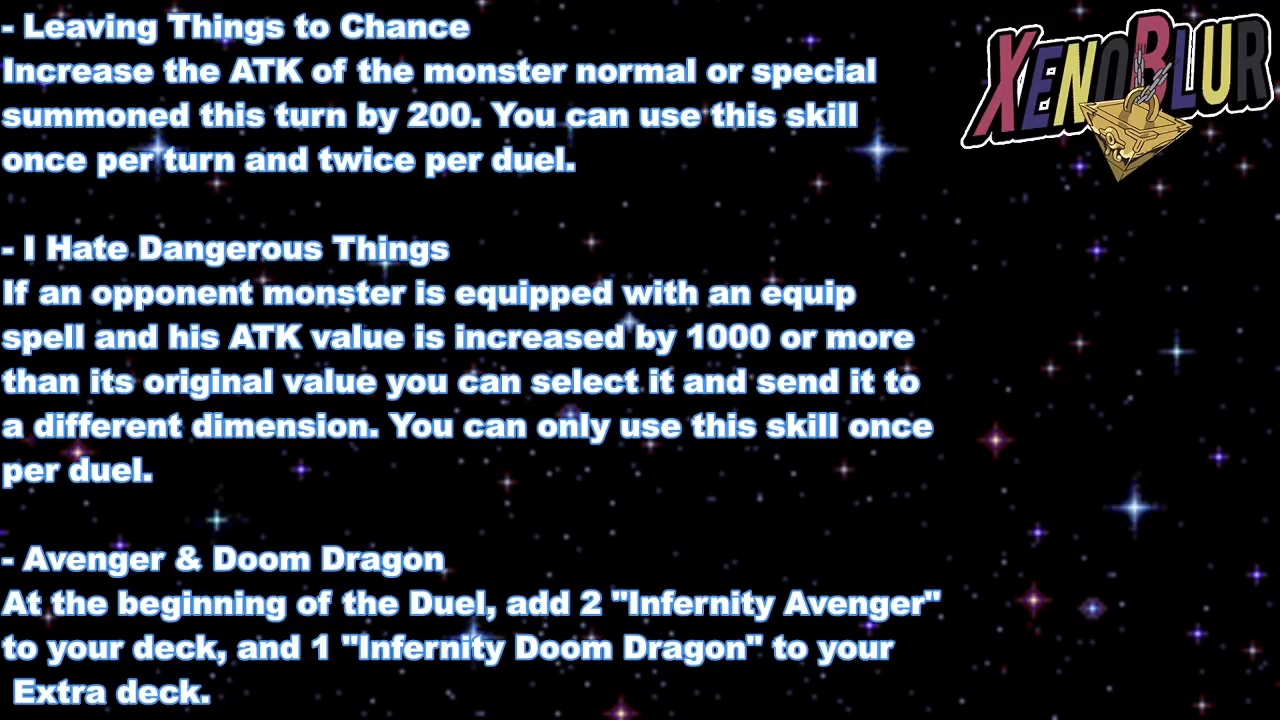 - Leaving Things to Chance
Increase the ATK of the monster normal or special
summoned this turn by 200. You can use this skill
once per turn and twice per duel.
- I Hate Dangerous Things
If an opponent monster is equipped with an equip
spell and his ATK value is increased by 1000 or more
than its original value you can select it and send it to
a different dimension. You can only use this skill once
per duel.
- Avenger & Doom Dragon
At the beginning of the Duel, add 2 "Infernity Avenger"
to your deck, and 1 "Infernity Doom Dragon" to your
Extra deck.
XENOBLUR